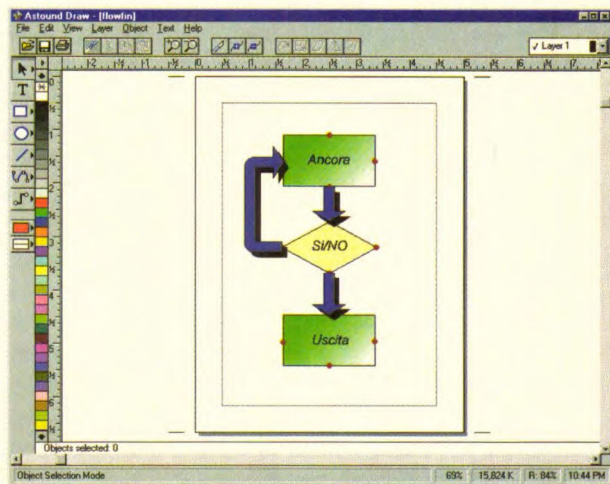 Astound Draw - [flowfin]
File Edit View Layer Object Text Help
✓ Layer 1
T
Ancora
SI/NO
Uscita
Objects selected: 0
Object Selection Mode 69% 15,824 K R: 84% 10:44 PM